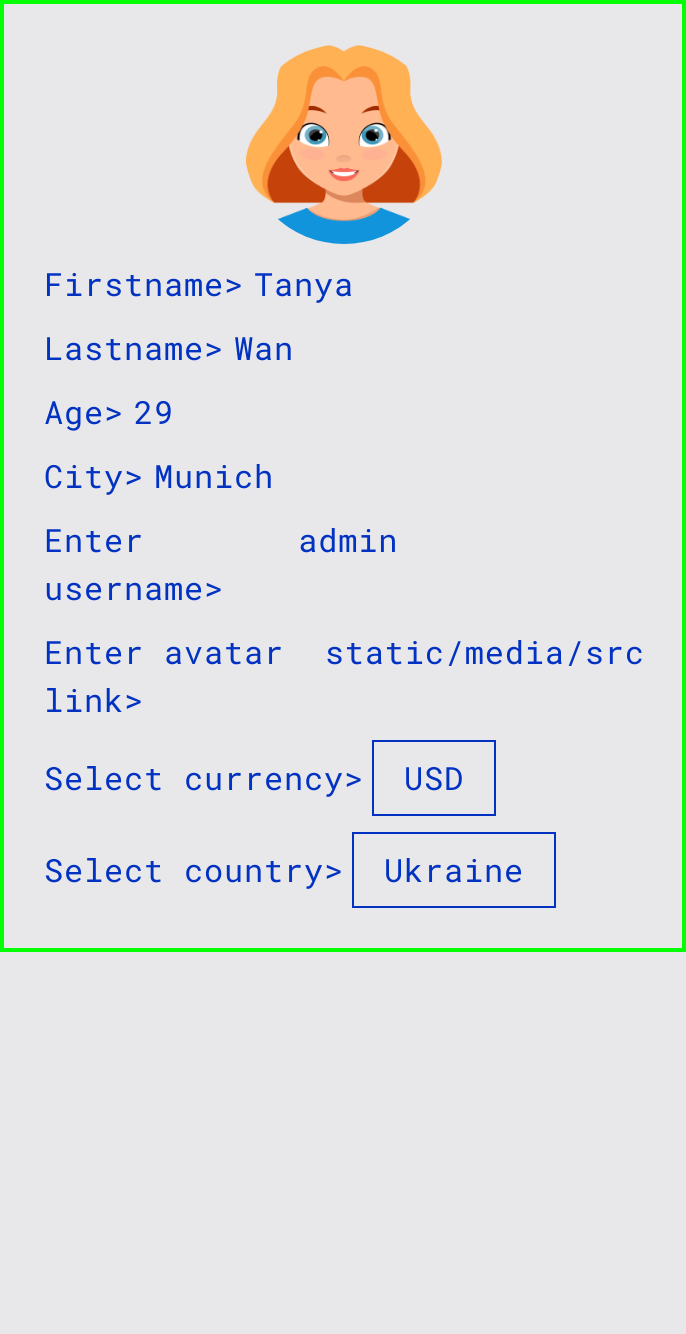 Firstname> Tanya
Lastname> Wan
Age> 29
City> Munich
Enter admin
username>
Enter avatar static/media/src
link>
Select currency> USD
Select country> Ukraine